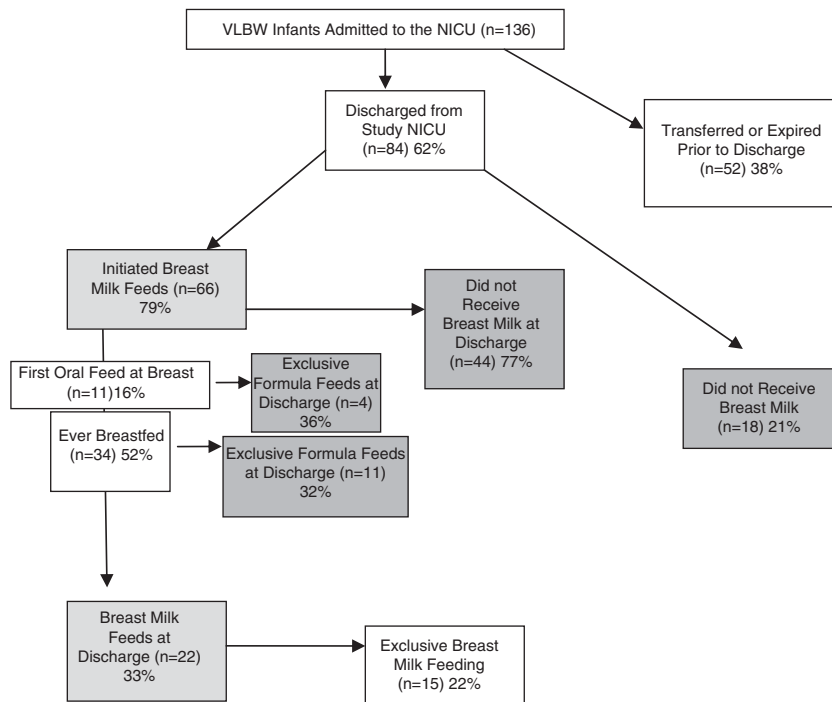 VLBW Infants Admitted to the NICU (n=136)
Discharged from
Study NICU
(n=84) 62%
Transferred or Expired
Prior to Discharge
(n=52) 38%
Initiated Breast
Milk Feeds (n=66)
79%
Did not
Receive
Breast Milk at
Discharge
(n=44) 77%
Did not Receive
Breast Milk
(n=18) 21%
First Oral Feed at Breast
(n=11)16%
Exclusive
Formula Feeds at
Discharge (n=4)
36%
Ever Breastfed
(n=34) 52%
Exclusive Formula Feeds
at Discharge (n=11)
32%
Breast Milk
Feeds at
Discharge (n=22)
33%
Exclusive Breast
Milk Feeding
(n=15) 22%